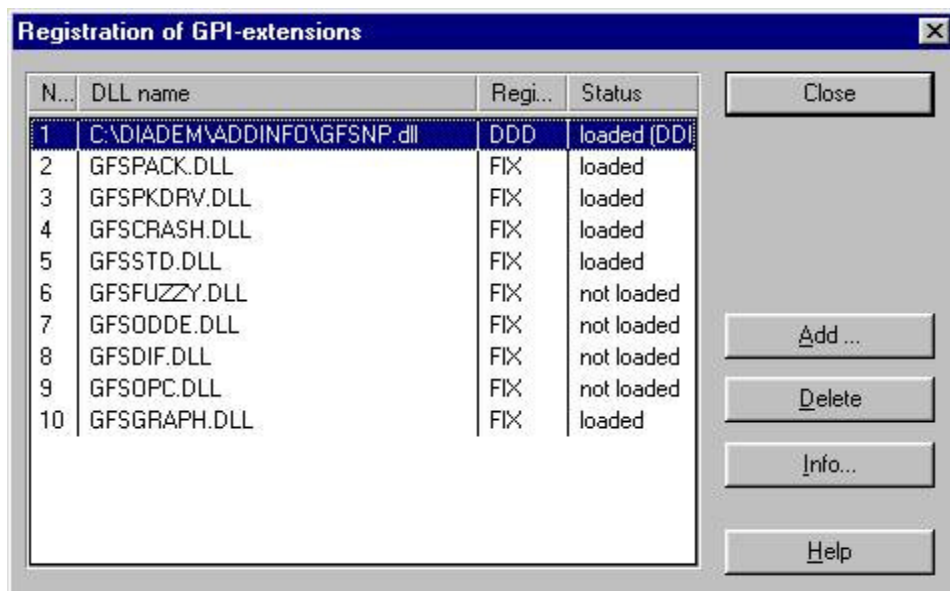 Registration of GPI-extensions
N... DLL name Regi... Status
1 C:\DIADEM\ADDINFO\GFSNP.dll DDD loaded (DDI
2 GFSPACK.DLL FIX loaded
3 GFSPKDRV.DLL FIX loaded
4 GFSCRASH.DLL FIX loaded
5 GFSSTD.DLL FIX loaded
6 GFSFUZZY.DLL FIX not loaded
7 GFSODDE.DLL FIX not loaded
8 GFSDIF.DLL FIX not loaded
9 GFSOPC.DLL FIX not loaded
10 GFSGRAPH.DLL FIX loaded
Close
Add ...
Delete
Info...
Help